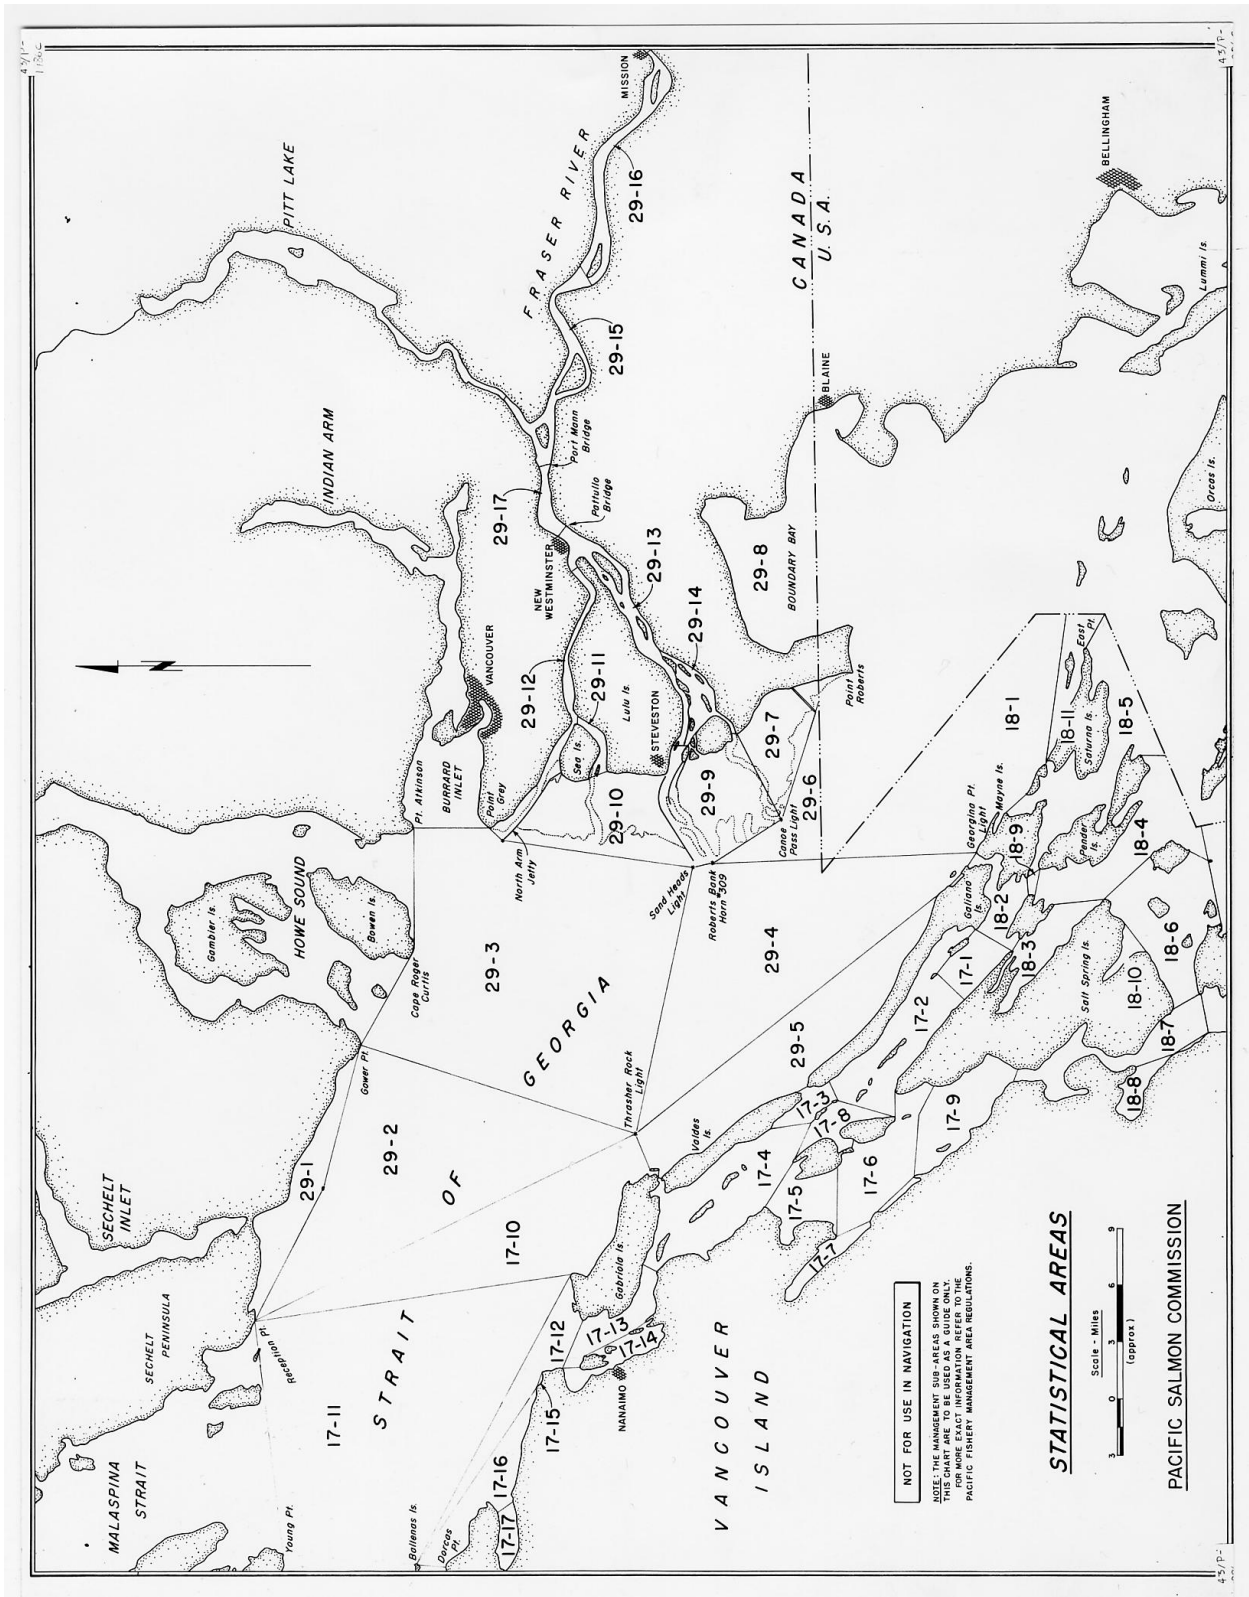 MALASPINA
STRAIT
SECHELT
PENINSULA
SECHELT
INLET
Young Pt.
Reception Pt.
Ballenas Is.
Dorcas
Pt.
29-1
29-2
Gower Pt.
Cape Roger
Curtis
Gambier Is.
HOWE SOUND
Bowen Is.
Pt. Atkinson
BURRARD
INLET
Point
Grey
VANCOUVER
INDIAN ARM
PITT LAKE
N
STRAIT
OF
GEORGIA
17-11
17-10
29-3
29-4
29-5
North Arm
Jetty
Sand Heads
Light
Roberts Bank
Horn #309
Thrasher Rock
Light
29-12
29-11
29-10
29-9
Sea Is.
Lulu Is.
STEVESTON
NEW
WESTMINSTER
29-17
29-13
29-14
Pattullo
Bridge
Port Mann
Bridge
29-15
29-16
FRASER RIVER
MISSION
CANADA
U. S. A.
BLAINE
29-8
BOUNDARY BAY
29-7
29-6
Canoe
Pass Light
Point
Roberts
BELLINGHAM
Lummi Is.
Orcas Is.
Georgina Pt.
Light
Mayne Is.
18-1
18-11
Saturna Is.
East
Pt.
18-5
18-9
Pender
Is.
18-4
Galiano
Is.
18-2
18-3
Salt Spring Is.
18-6
18-10
18-7
18-8
17-1
17-2
17-3
17-8
17-9
17-4
17-5
17-6
17-7
Valdes
Is.
Gabriola Is.
17-12
17-13
17-14
NANAIMO
17-15
17-16
17-17
VANCOUVER
ISLAND
NOT FOR USE IN NAVIGATION
NOTE: THE MANAGEMENT SUB-AREAS SHOWN ON
THIS CHART ARE TO BE USED AS A GUIDE ONLY.
FOR MORE EXACT INFORMATION REFER TO THE
PACIFIC FISHERY MANAGEMENT AREA REGULATIONS.
STATISTICAL AREAS
Scale - Miles
3 0 3 6 9
(approx)
PACIFIC SALMON COMMISSION